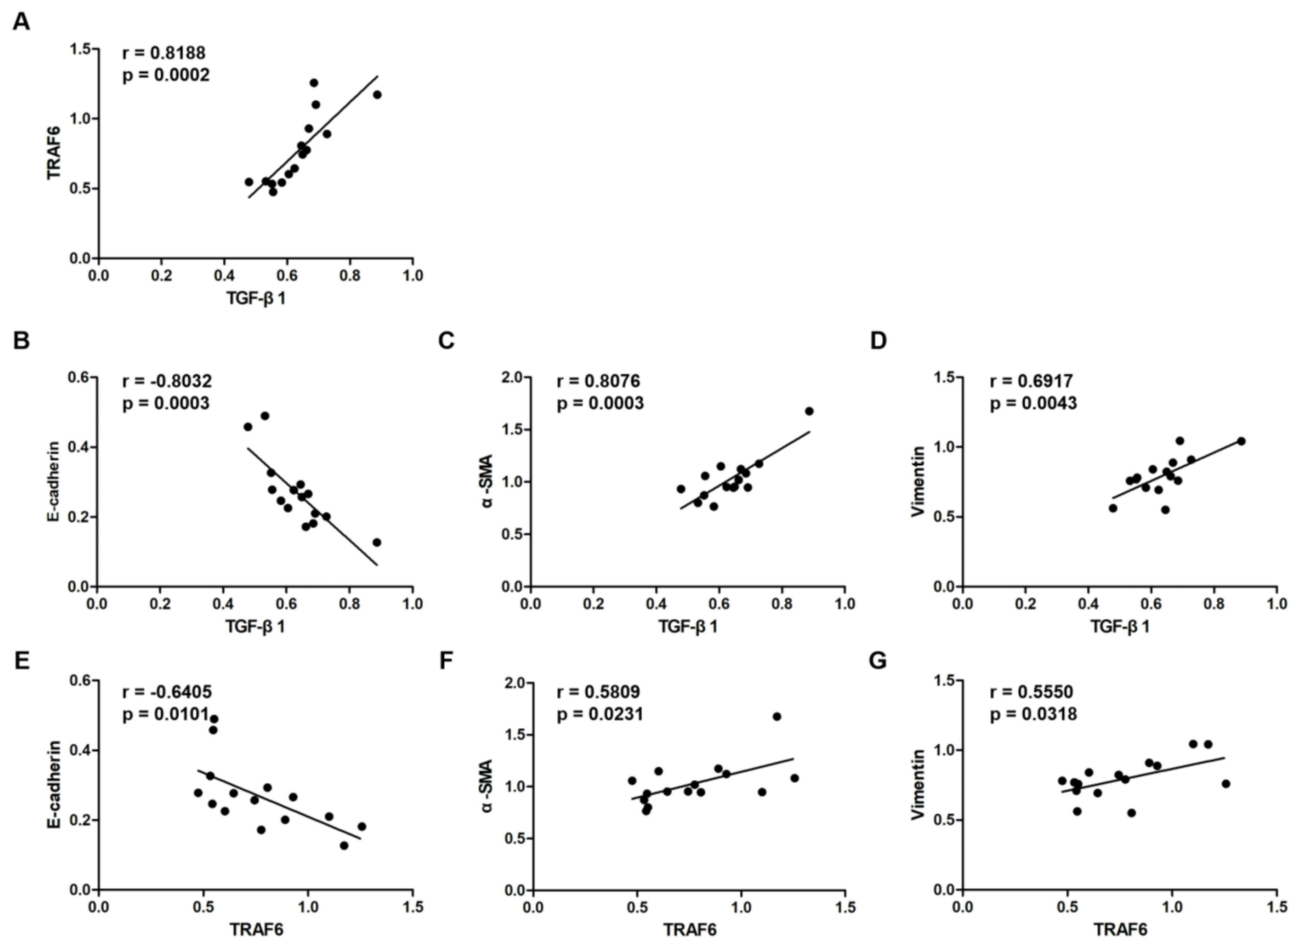 A
r = 0.8188
p = 0.0002
TRAF6
1.5
1.0
0.5
0.0
0.0 0.2 0.4 0.6 0.8 1.0
TGF-β 1
B
r = -0.8032
p = 0.0003
E-cadherin
0.6
0.4
0.2
0.0
0.0 0.2 0.4 0.6 0.8 1.0
TGF-β 1
C
r = 0.8076
p = 0.0003
α -SMA
2.0
1.5
1.0
0.5
0.0
0.0 0.2 0.4 0.6 0.8 1.0
TGF-β 1
D
r = 0.6917
p = 0.0043
Vimentin
1.5
1.0
0.5
0.0
0.0 0.2 0.4 0.6 0.8 1.0
TGF-β 1
E
r = -0.6405
p = 0.0101
E-cadherin
0.6
0.4
0.2
0.0
0.0 0.5 1.0 1.5
TRAF6
F
r = 0.5809
p = 0.0231
α -SMA
2.0
1.5
1.0
0.5
0.0
0.0 0.5 1.0 1.5
TRAF6
G
r = 0.5550
p = 0.0318
Vimentin
1.5
1.0
0.5
0.0
0.0 0.5 1.0 1.5
TRAF6